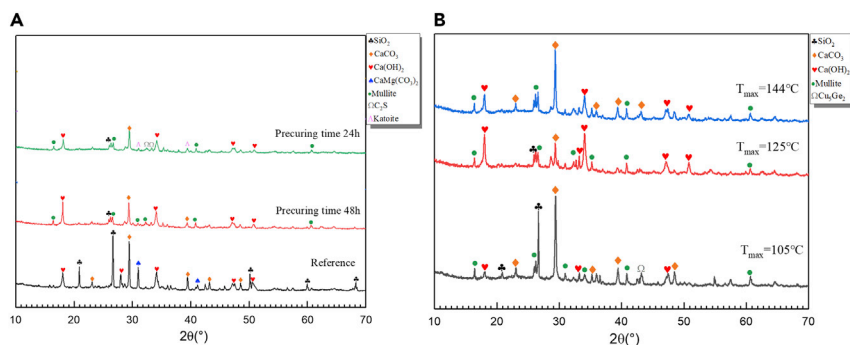 A
♣SiO₂
◆CaCO₃
♥Ca(OH)₂
▲CaMg(CO₃)₂
●Mullite
ΩC₂S
△Katoite
Precuring time 24h
Precuring time 48h
Reference
10 20 30 40 50 60 70
2θ(°)
B
♣SiO₂
◆CaCO₃
♥Ca(OH)₂
●Mullite
Tmax=144°C
Tmax=125°C
Tmax=105°C
10 20 30 40 50 60 70
2θ(°)